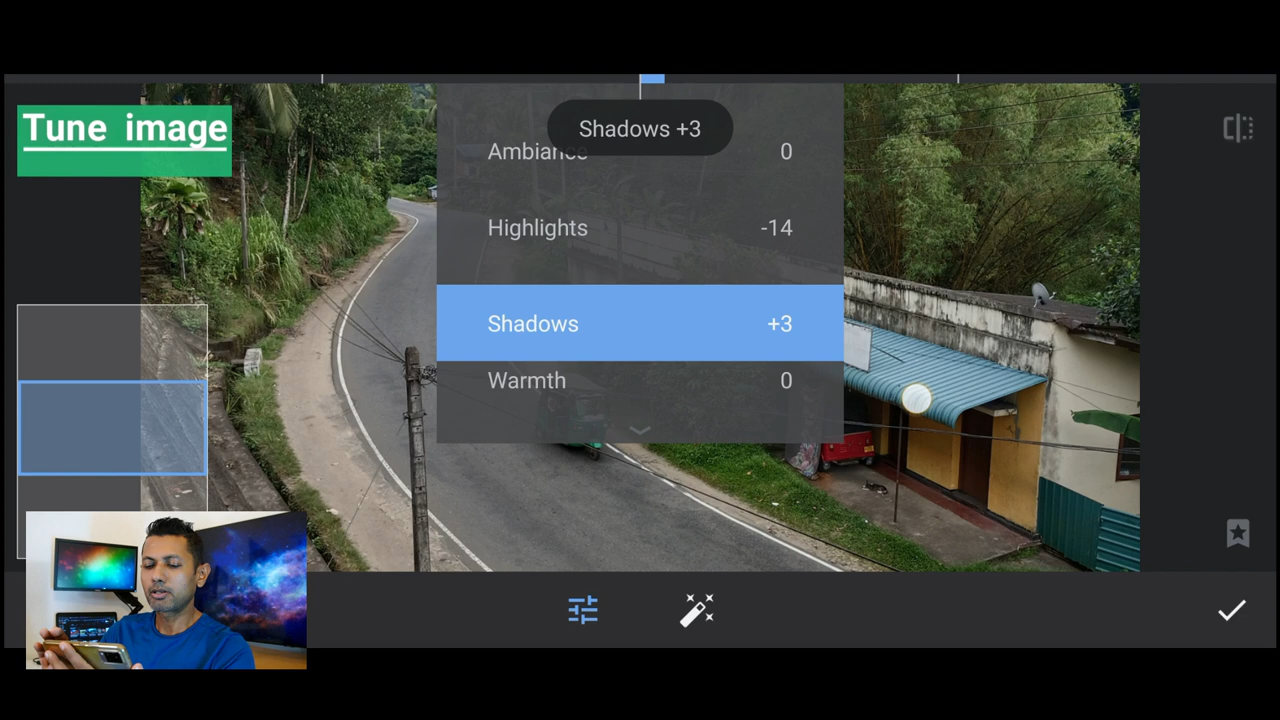 Tune image
Shadows +3
Ambiance 0
Highlights -14
Shadows +3
Warmth 0